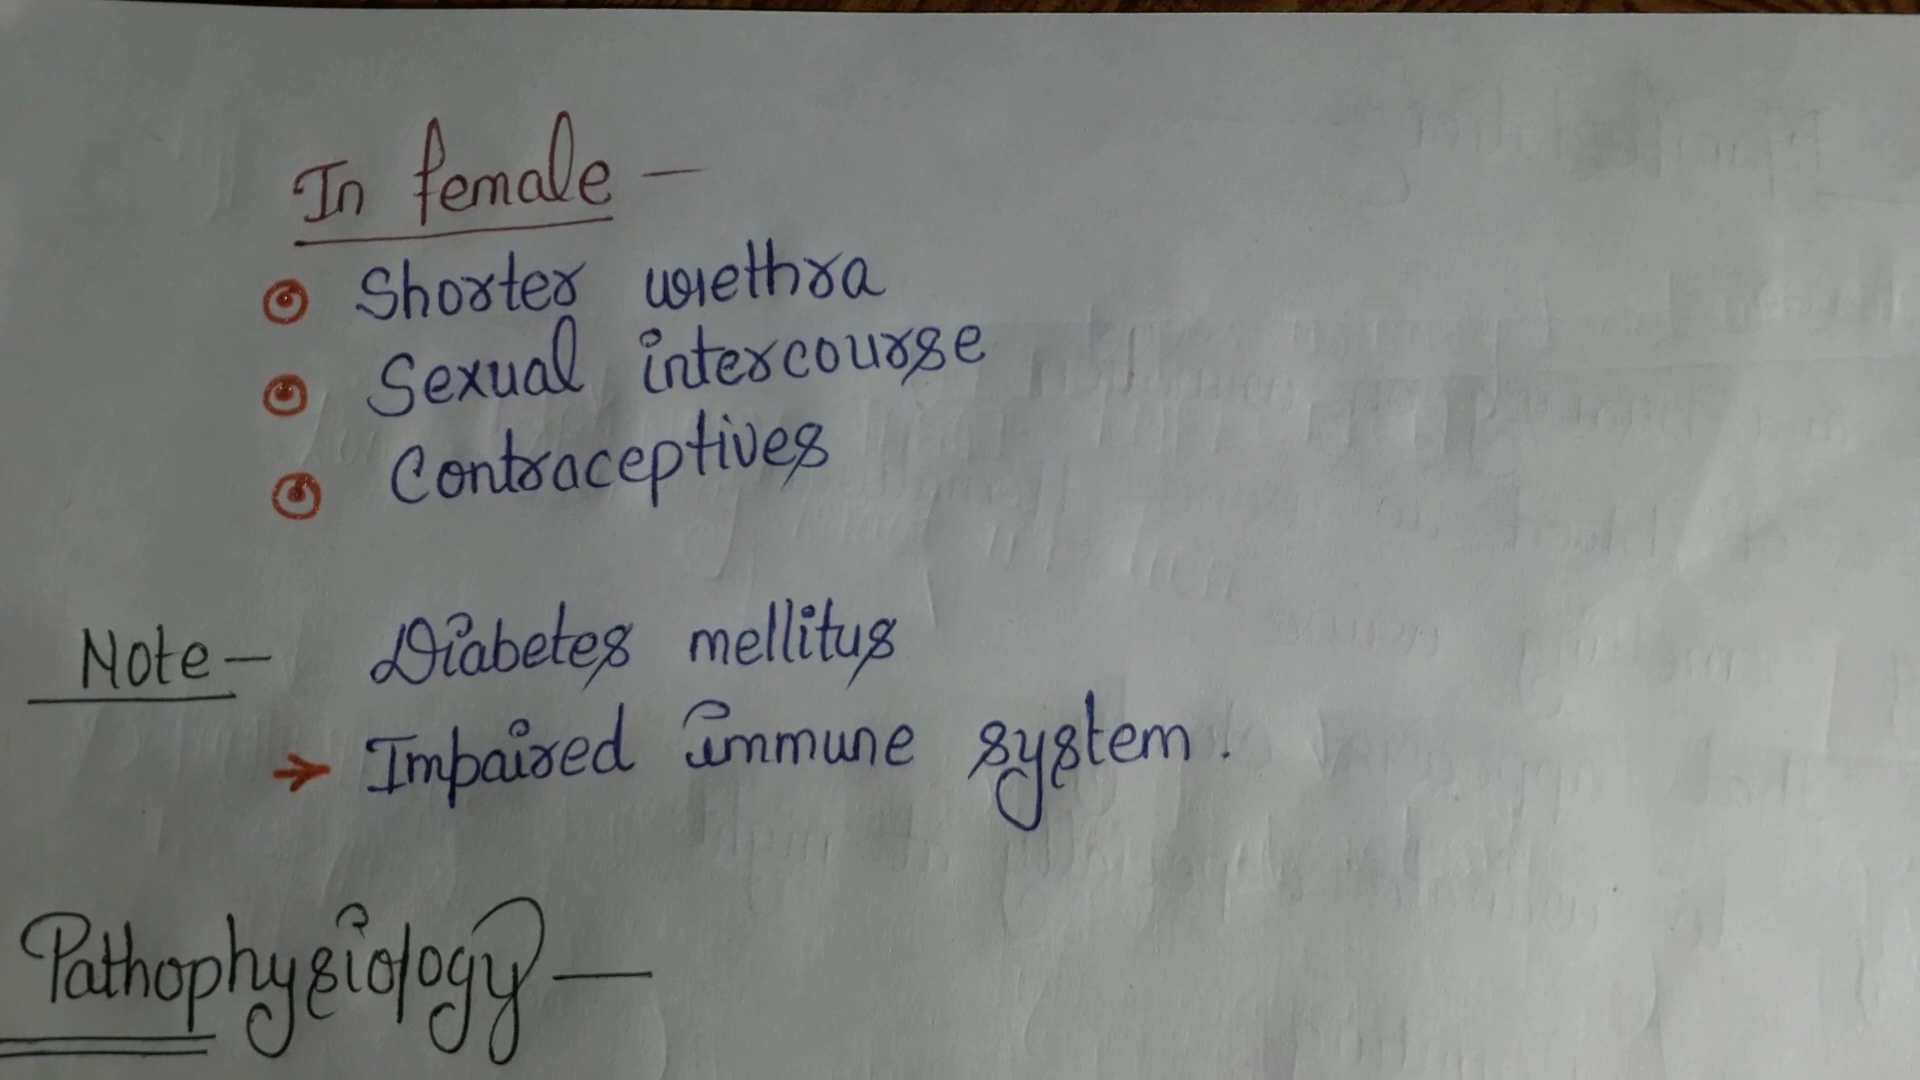 In female -
Shorter urethra
Sexual intercourse
Contraceptives
Note - Diabetes mellitus
→ Impaired immune system.
Pathophysiology -